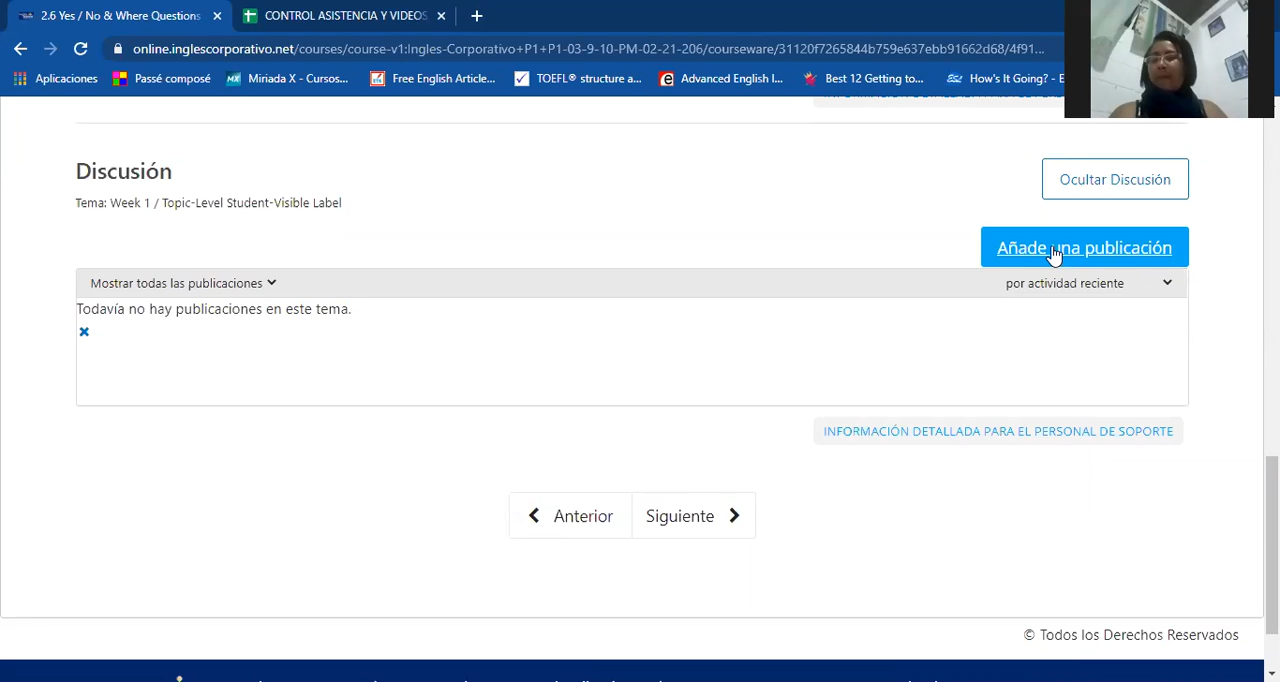 2.6 Yes / No & Where Questions
CONTROL ASISTENCIA Y VIDEOS
online.inglescorporativo.net/courses/course-v1:Ingles-Corporativo+P1+P1-03-9-10-PM-02-21-206/courseware/31120f7265844b759e637ebb91662d68/4f91...
Aplicaciones
Passé composé
Miriada X - Cursos...
Free English Article...
TOEFL® structure a...
Advanced English I...
Best 12 Getting to...
How's It Going? - E
Discusión
Ocultar Discusión
Tema: Week 1 / Topic-Level Student-Visible Label
Añade una publicación
Mostrar todas las publicaciones
por actividad reciente
Todavía no hay publicaciones en este tema.
INFORMACIÓN DETALLADA PARA EL PERSONAL DE SOPORTE
Anterior
Siguiente
© Todos los Derechos Reservados